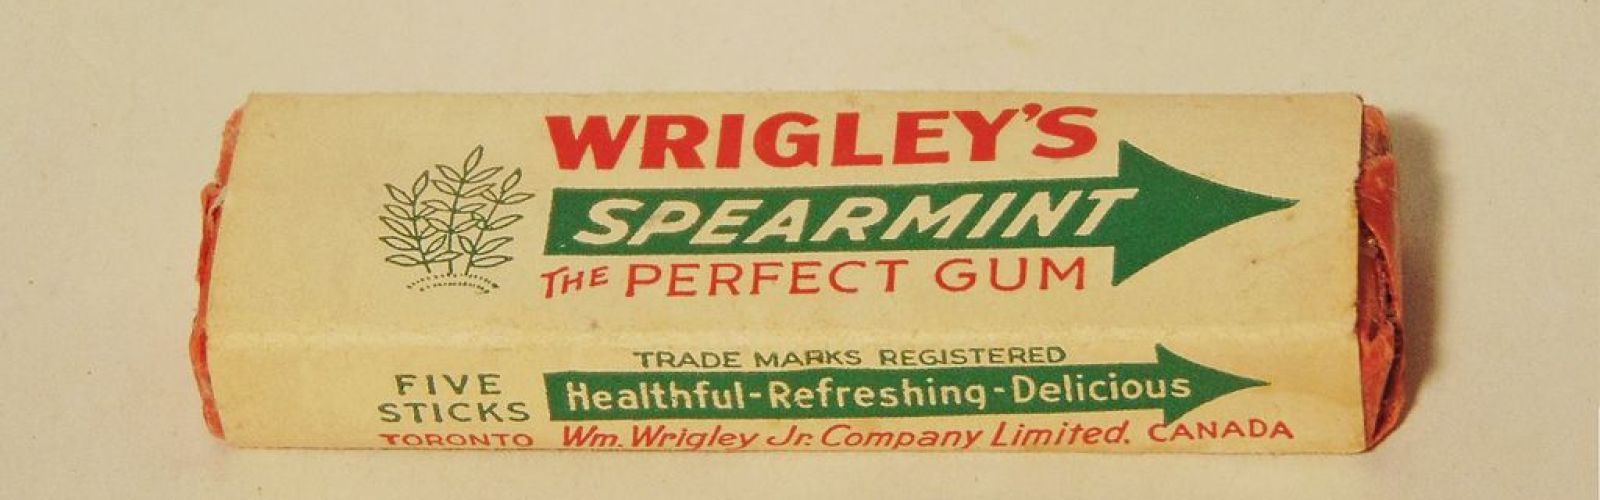 WRIGLEY'S
SPEARMINT
THE PERFECT GUM
TRADE MARKS REGISTERED
FIVE
STICKS
Healthful-Refreshing-Delicious
TORONTO Wm. Wrigley Jr. Company Limited. CANADA